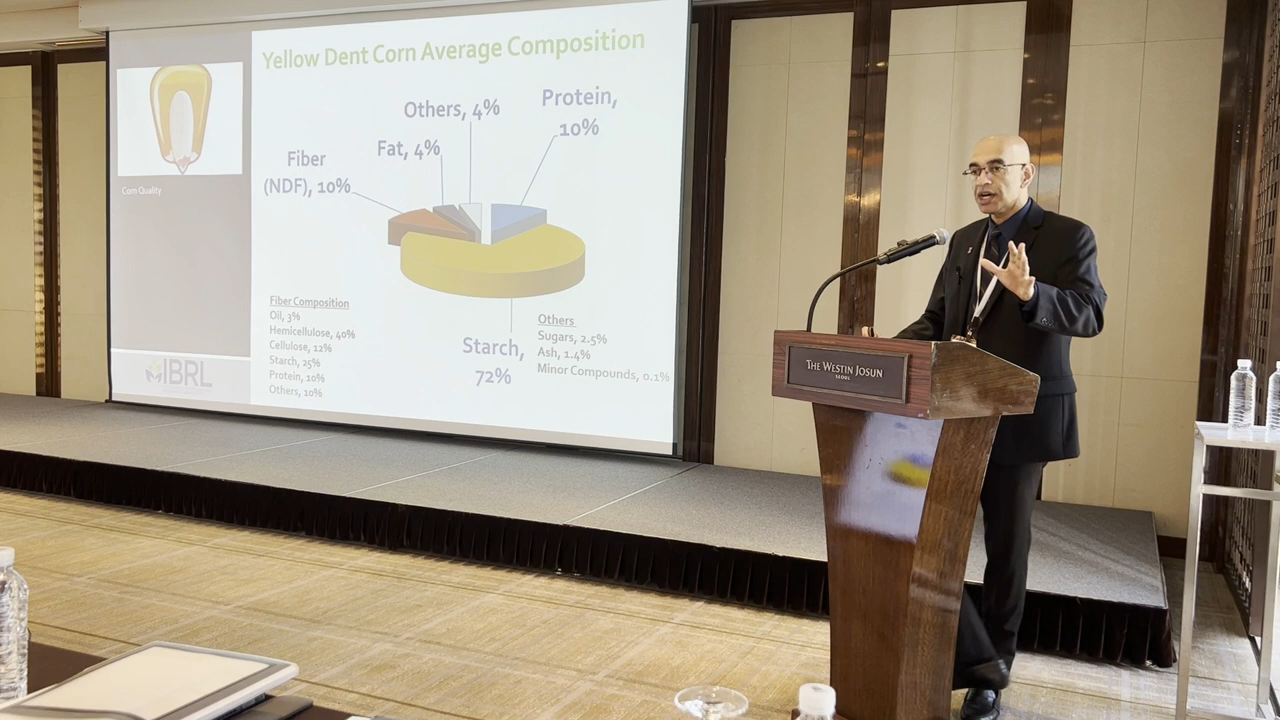 Yellow Dent Corn Average Composition
Corn Quality
Others, 4%
Protein,
10%
Fat, 4%
Fiber
(NDF), 10%
Starch,
72%
Fiber Composition
Oil, 3%
Hemicellulose, 40%
Cellulose, 12%
Starch, 25%
Protein, 10%
Others, 10%
Others
Sugars, 2.5%
Ash, 1.4%
Minor Compounds, 0.1%
IBRL
THE WESTIN JOSUN
SEOUL